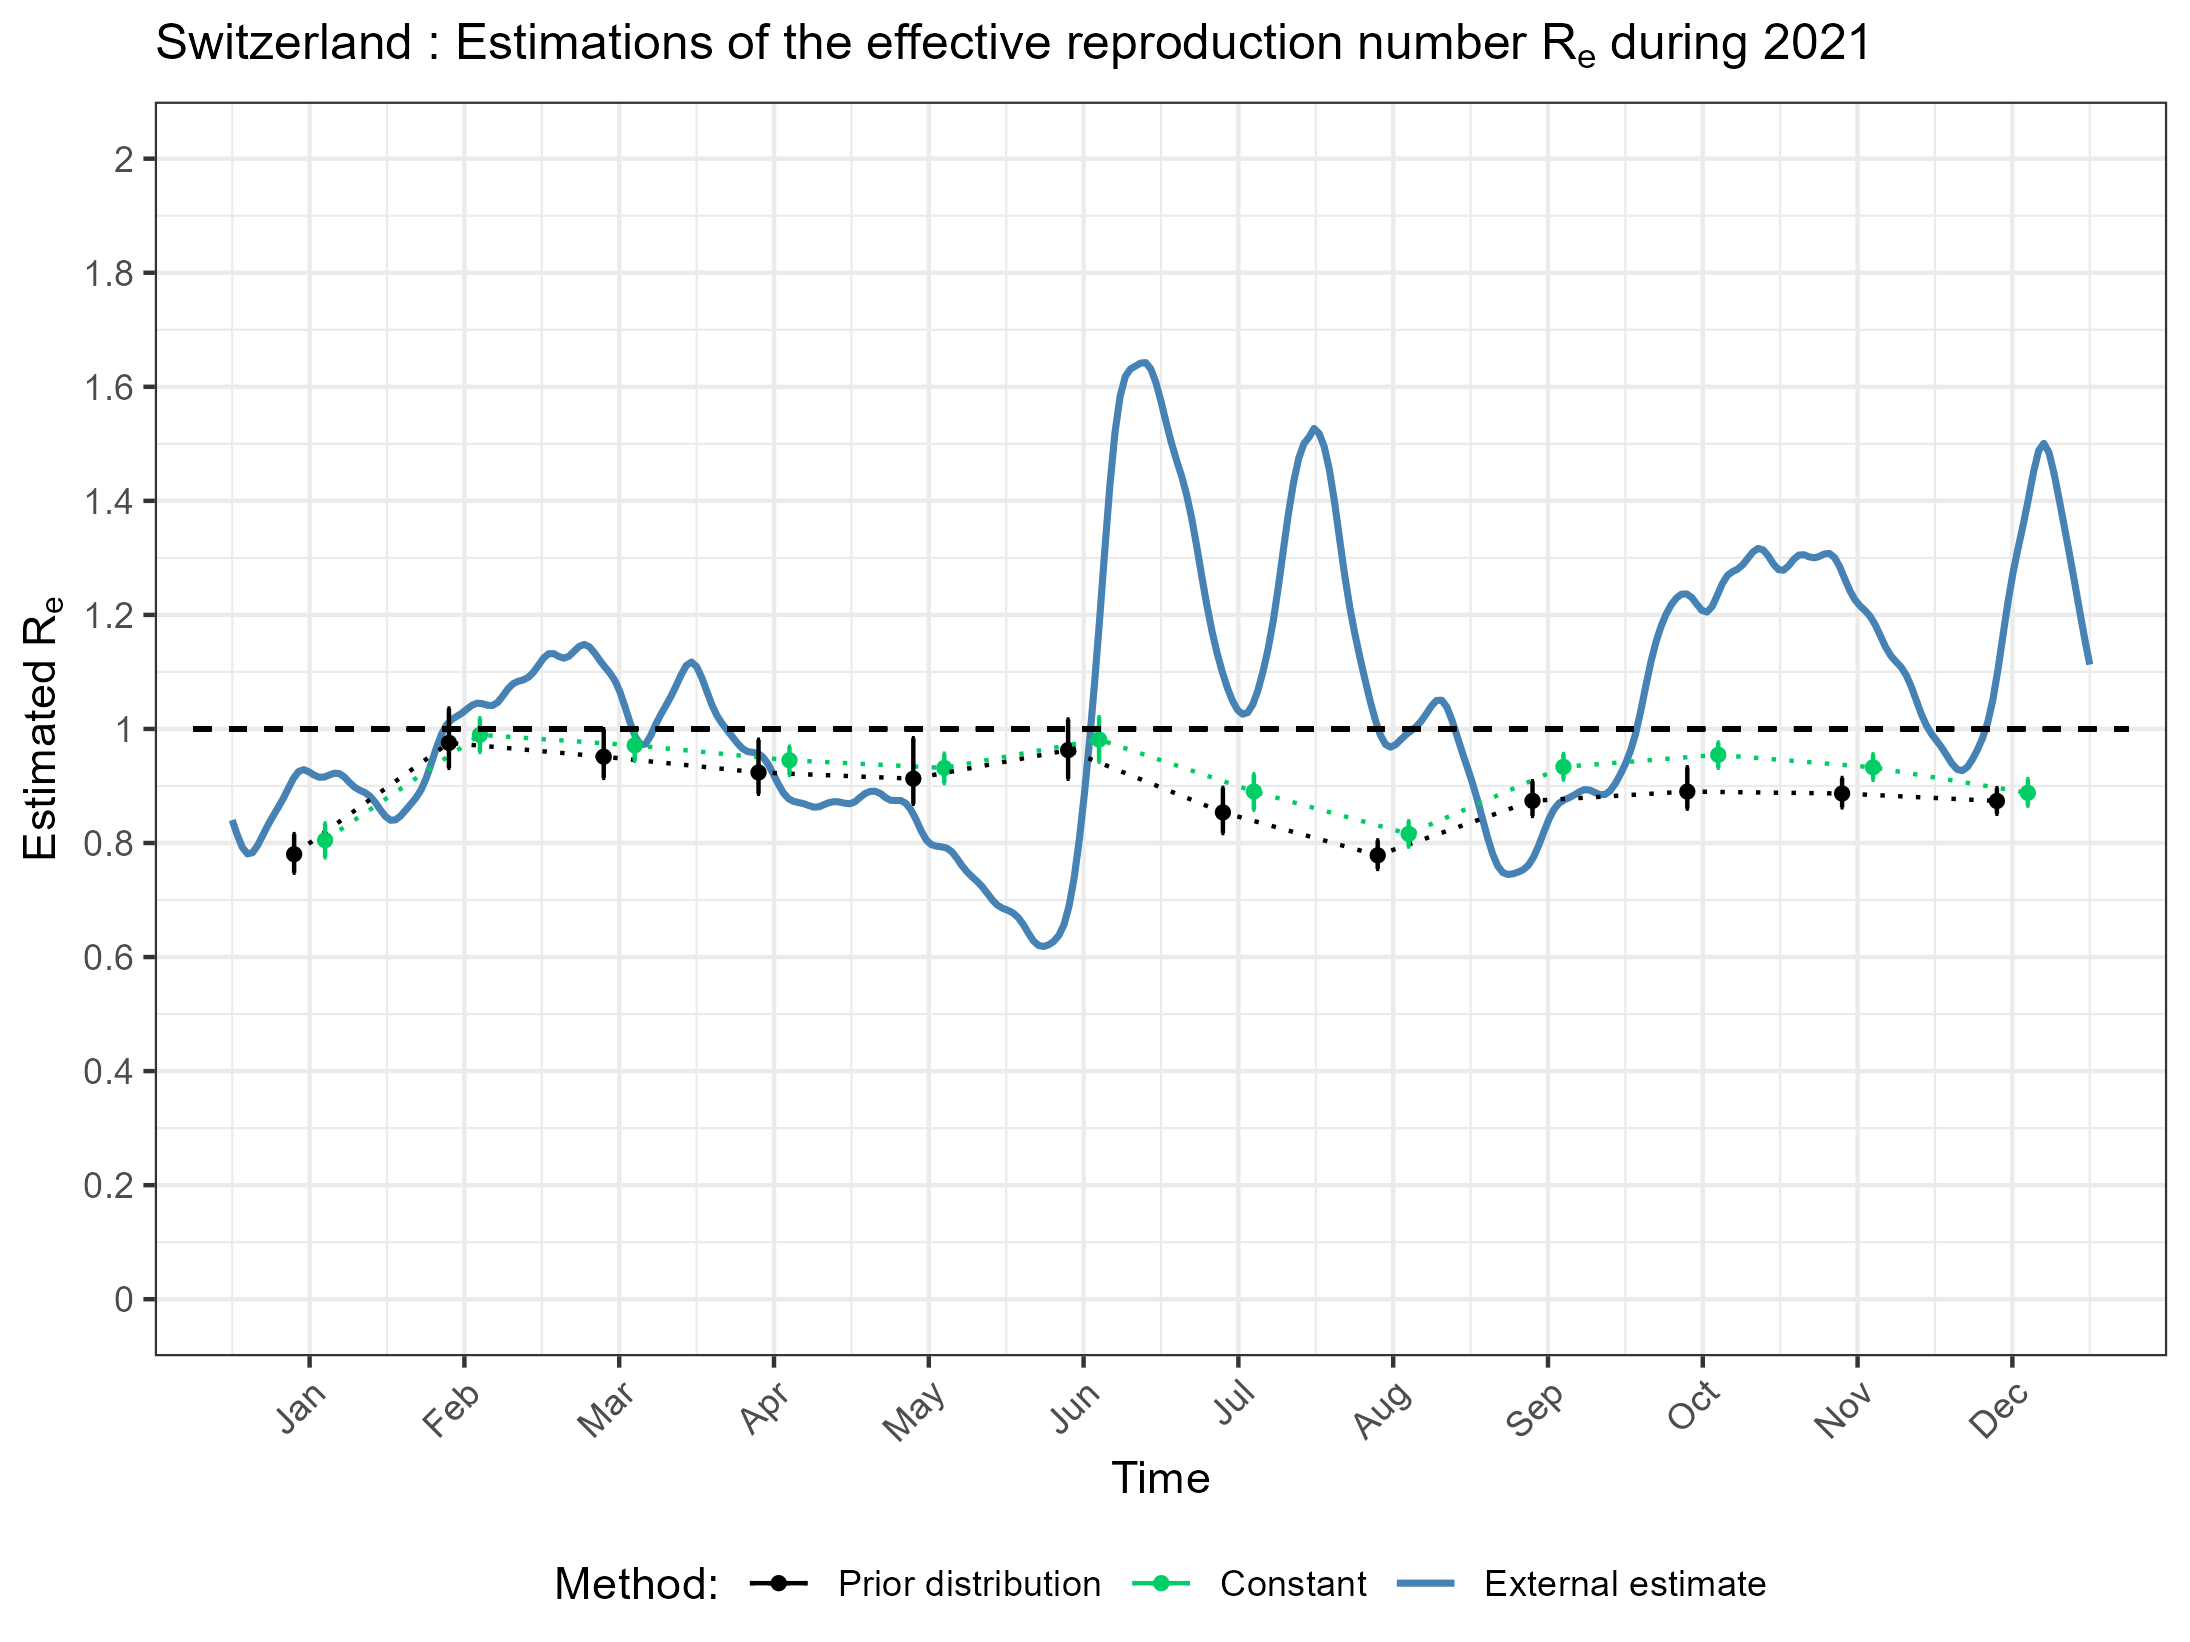 Switzerland : Estimations of the effective reproduction number Re during 2021
Estimated Re
2
1.8
1.6
1.4
1.2
1
0.8
0.6
0.4
0.2
0
Jan
Feb
Mar
Apr
May
Jun
Jul
Aug
Sep
Oct
Nov
Dec
Time
Method: Prior distribution Constant External estimate